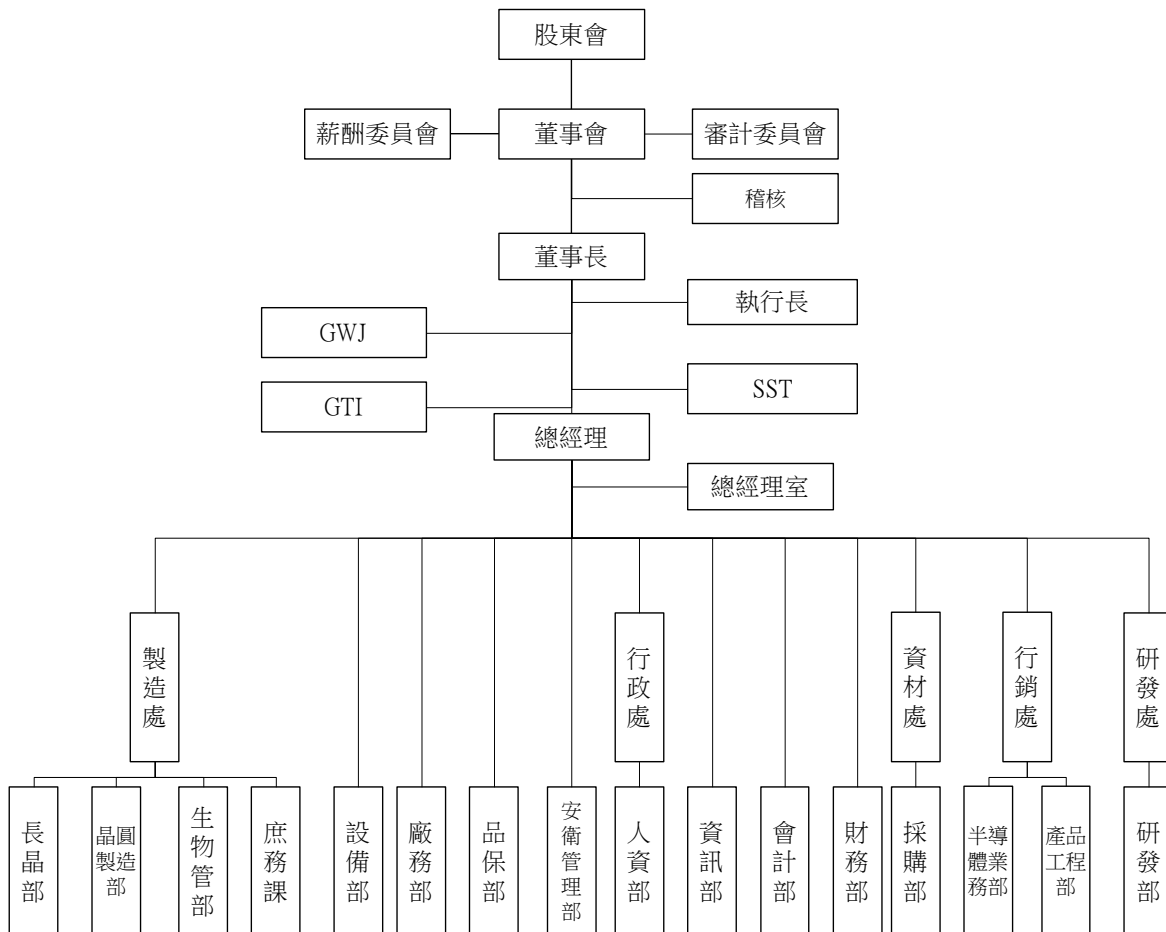 股東會
薪酬委員會
董事會
審計委員會
稽核
董事長
執行長
GWJ
SST
GTI
總經理
總經理室
製造處
行政處
資材處
行銷處
研發處
長晶部
晶圓製造部
生物管部
庶務課
設備部
廠務部
品保部
安衛管理部
人資部
資訊部
會計部
財務部
採購部
半導體業務部
產品工程部
研發部